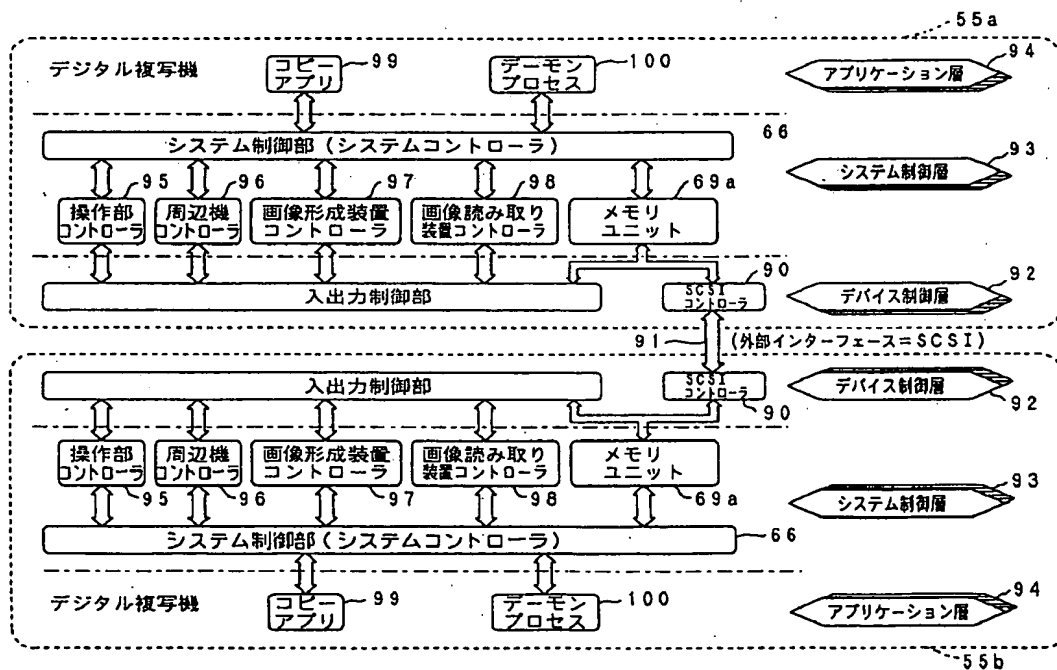 55a
デジタル複写機
コピー
アプリ
99
デーモン
プロセス
100
アプリケーション層
94
システム制御部(システムコントローラ)
66
システム制御層
93
操作部
コントローラ
95
周辺機
コントローラ
96
画像形成装置
コントローラ
97
画像読み取り
装置コントローラ
98
メモリ
ユニット
69a
入出力制御部
SCSI
コントローラ
90
デバイス制御層
92
91
(外部インターフェース=SCSI)
入出力制御部
SCSI
コントローラ
90
デバイス制御層
92
操作部
コントローラ
95
周辺機
コントローラ
96
画像形成装置
コントローラ
97
画像読み取り
装置コントローラ
98
メモリ
ユニット
69a
システム制御層
93
システム制御部(システムコントローラ)
66
デジタル複写機
コピー
アプリ
99
デーモン
プロセス
100
アプリケーション層
94
55b